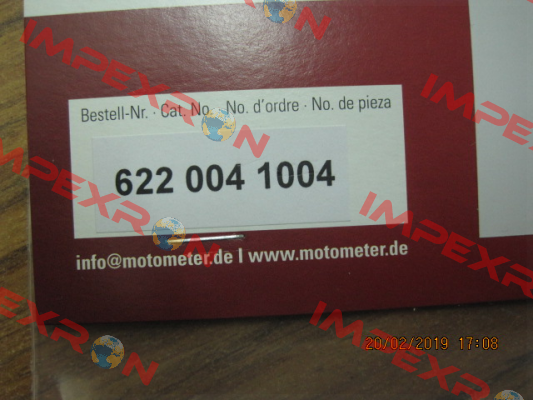 Bestell-Nr. · Cat. No. · No. d'ordre · No. de pieza
622 004 1004
info@motometer.de I www.motometer.de
IMPEXRON
IMPEXRON
IMPEXRON
IMPEXRON
IMPEXRON
20/02/2019 17:08